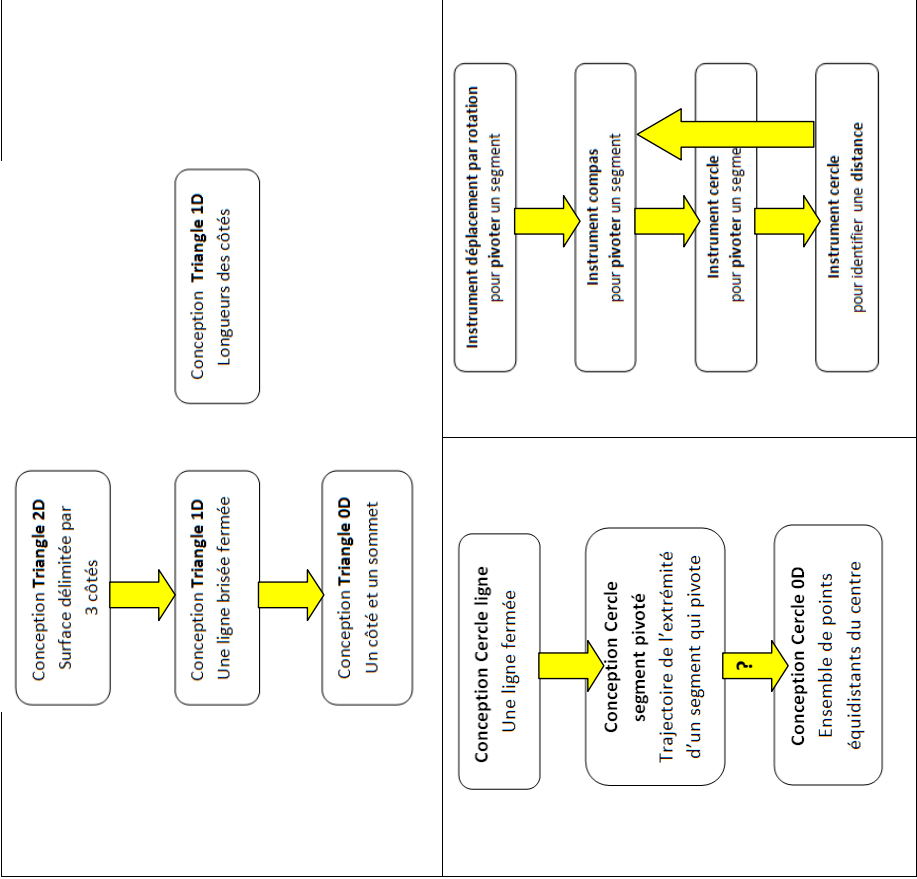 Conception Triangle 2D
Surface délimitée par
3 côtés
Conception Triangle 1D
Une ligne brisée fermée
Conception Triangle 0D
Un côté et un sommet
Conception Triangle 1D
Longueurs des côtés
Conception Cercle ligne
Une ligne fermée
Conception Cercle
segment pivoté
Trajectoire de l'extrémité
d'un segment qui pivote
?
Conception Cercle 0D
Ensemble de points
équidistants du centre
Instrument déplacement par rotation
pour pivoter un segment
Instrument compas
pour pivoter un segment
Instrument cercle
pour pivoter un segme
Instrument cercle
pour identifier une distance